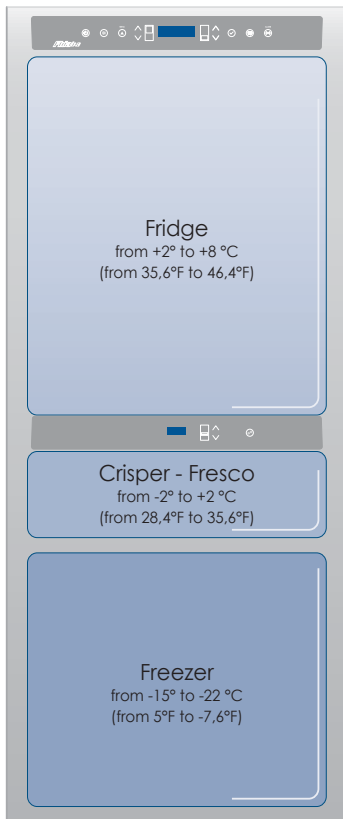 Fridge
from +2° to +8 °C
(from 35,6°F to 46,4°F)
Crisper - Fresco
from -2° to +2 °C
(from 28,4°F to 35,6°F)
Freezer
from -15° to -22 °C
(from 5°F to -7,6°F)